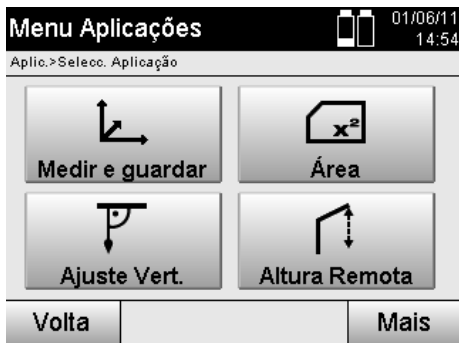 Menu Aplicações
01/06/11
14:54
Aplic.>Selecc. Aplicação
Medir e guardar
x² Área
Ajuste Vert.
Altura Remota
Volta
Mais